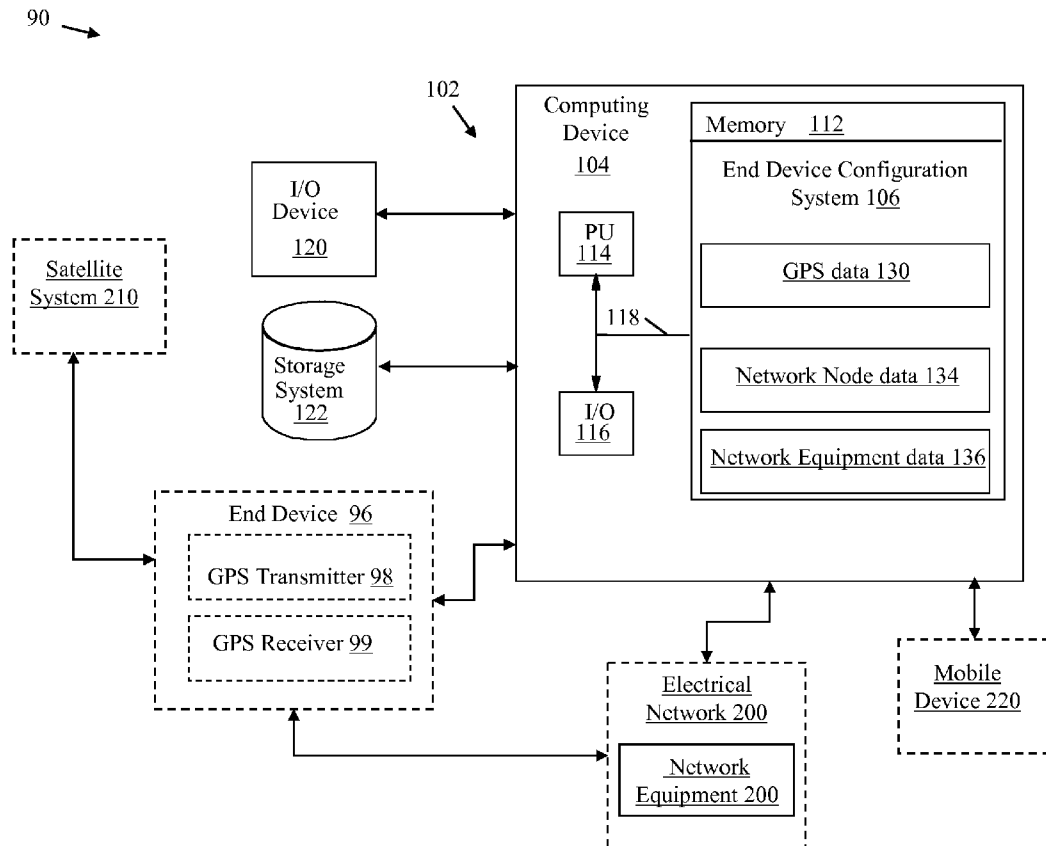 90
102
Computing
Device
104
Memory 112
End Device Configuration
System 106
GPS data 130
Network Node data 134
Network Equipment data 136
PU
114
118
I/O
116
I/O
Device
120
Storage
System
122
Satellite
System 210
End Device 96
GPS Transmitter 98
GPS Receiver 99
Electrical
Network 200
Network
Equipment 200
Mobile
Device 220